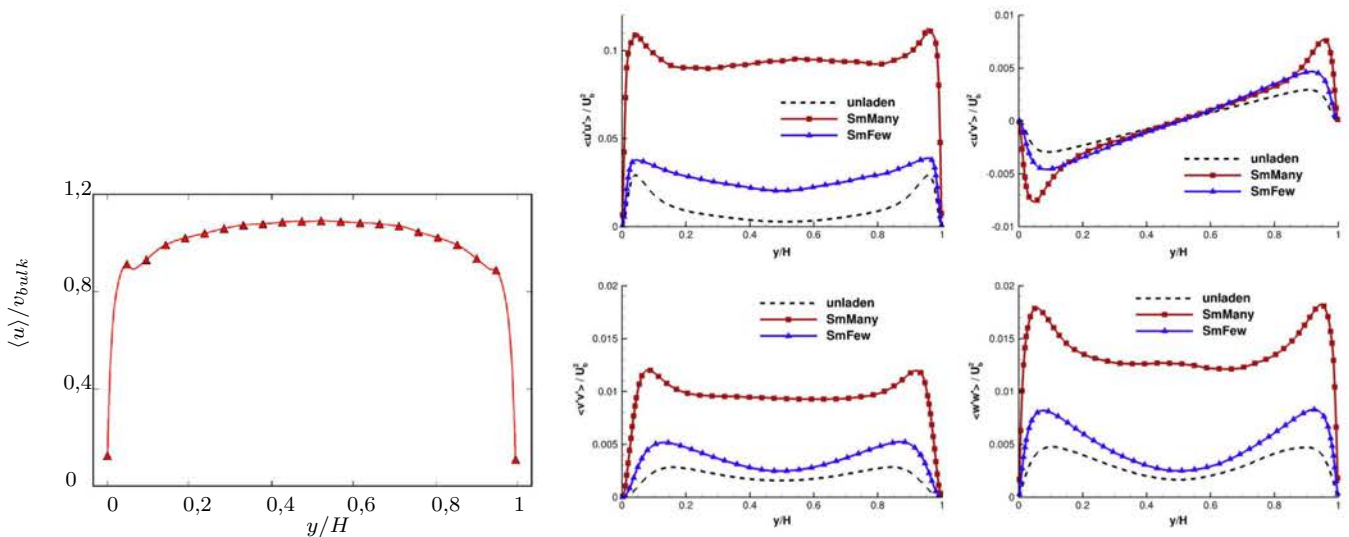 1,2
0,8
0,4
0
0
0,2
0,4
0,6
0,8
1
⟨u⟩/v_bulk
y/H
0.1
0.05
0
0
0.2
0.4
0.6
0.8
1
<u'u'> / U_b^2
y/H
unladen
SmMany
SmFew
0.01
0.005
0
-0.005
-0.01
0
0.2
0.4
0.6
0.8
1
<u'v'> / U_b^2
y/H
unladen
SmMany
SmFew
0.02
0.015
0.01
0.005
0
0
0.2
0.4
0.6
0.8
1
<v'v'> / U_b^2
y/H
unladen
SmMany
SmFew
0.02
0.015
0.01
0.005
0
0
0.2
0.4
0.6
0.8
1
<w'w'> / U_b^2
y/H
unladen
SmMany
SmFew